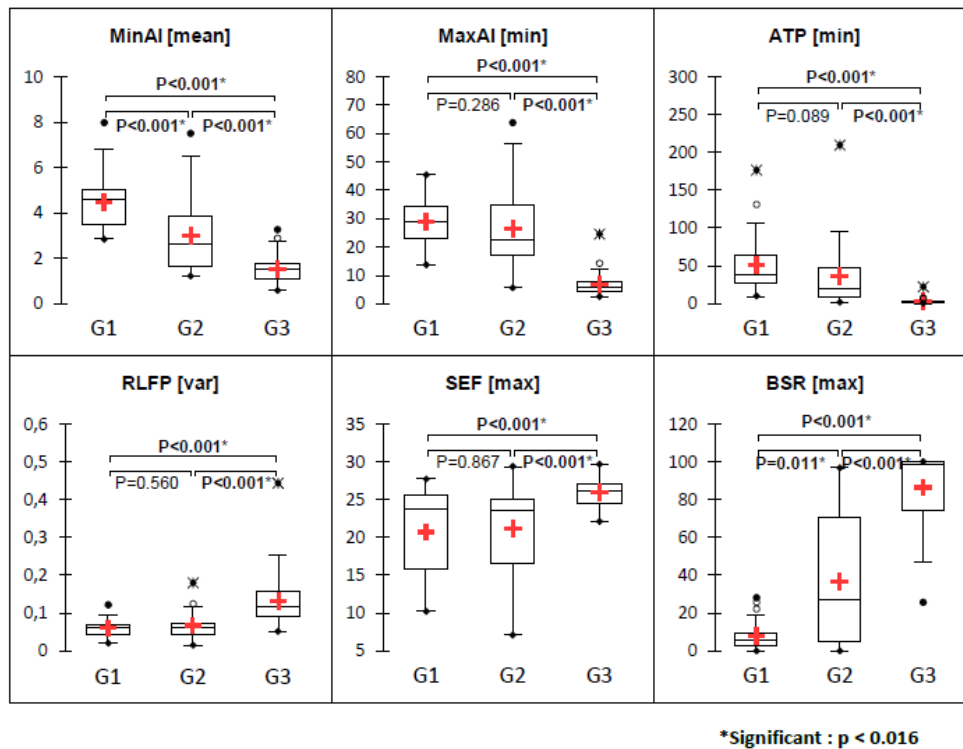 MinAI [mean]
P<0.001*
P<0.001* P<0.001*
10
8
6
4
2
0
G1 G2 G3
MaxAI [min]
P<0.001*
P=0.286 P<0.001*
80
70
60
50
40
30
20
10
0
G1 G2 G3
ATP [min]
P<0.001*
P=0.089 P<0.001*
300
250
200
150
100
50
0
G1 G2 G3
RLFP [var]
P<0.001*
P=0.560 P<0.001*
0,6
0,5
0,4
0,3
0,2
0,1
0
G1 G2 G3
SEF [max]
P<0.001*
P=0.867 P<0.001*
35
30
25
20
15
10
5
G1 G2 G3
BSR [max]
P<0.001*
P=0.011* P<0.001*
120
100
80
60
40
20
0
G1 G2 G3
*Significant : p < 0.016